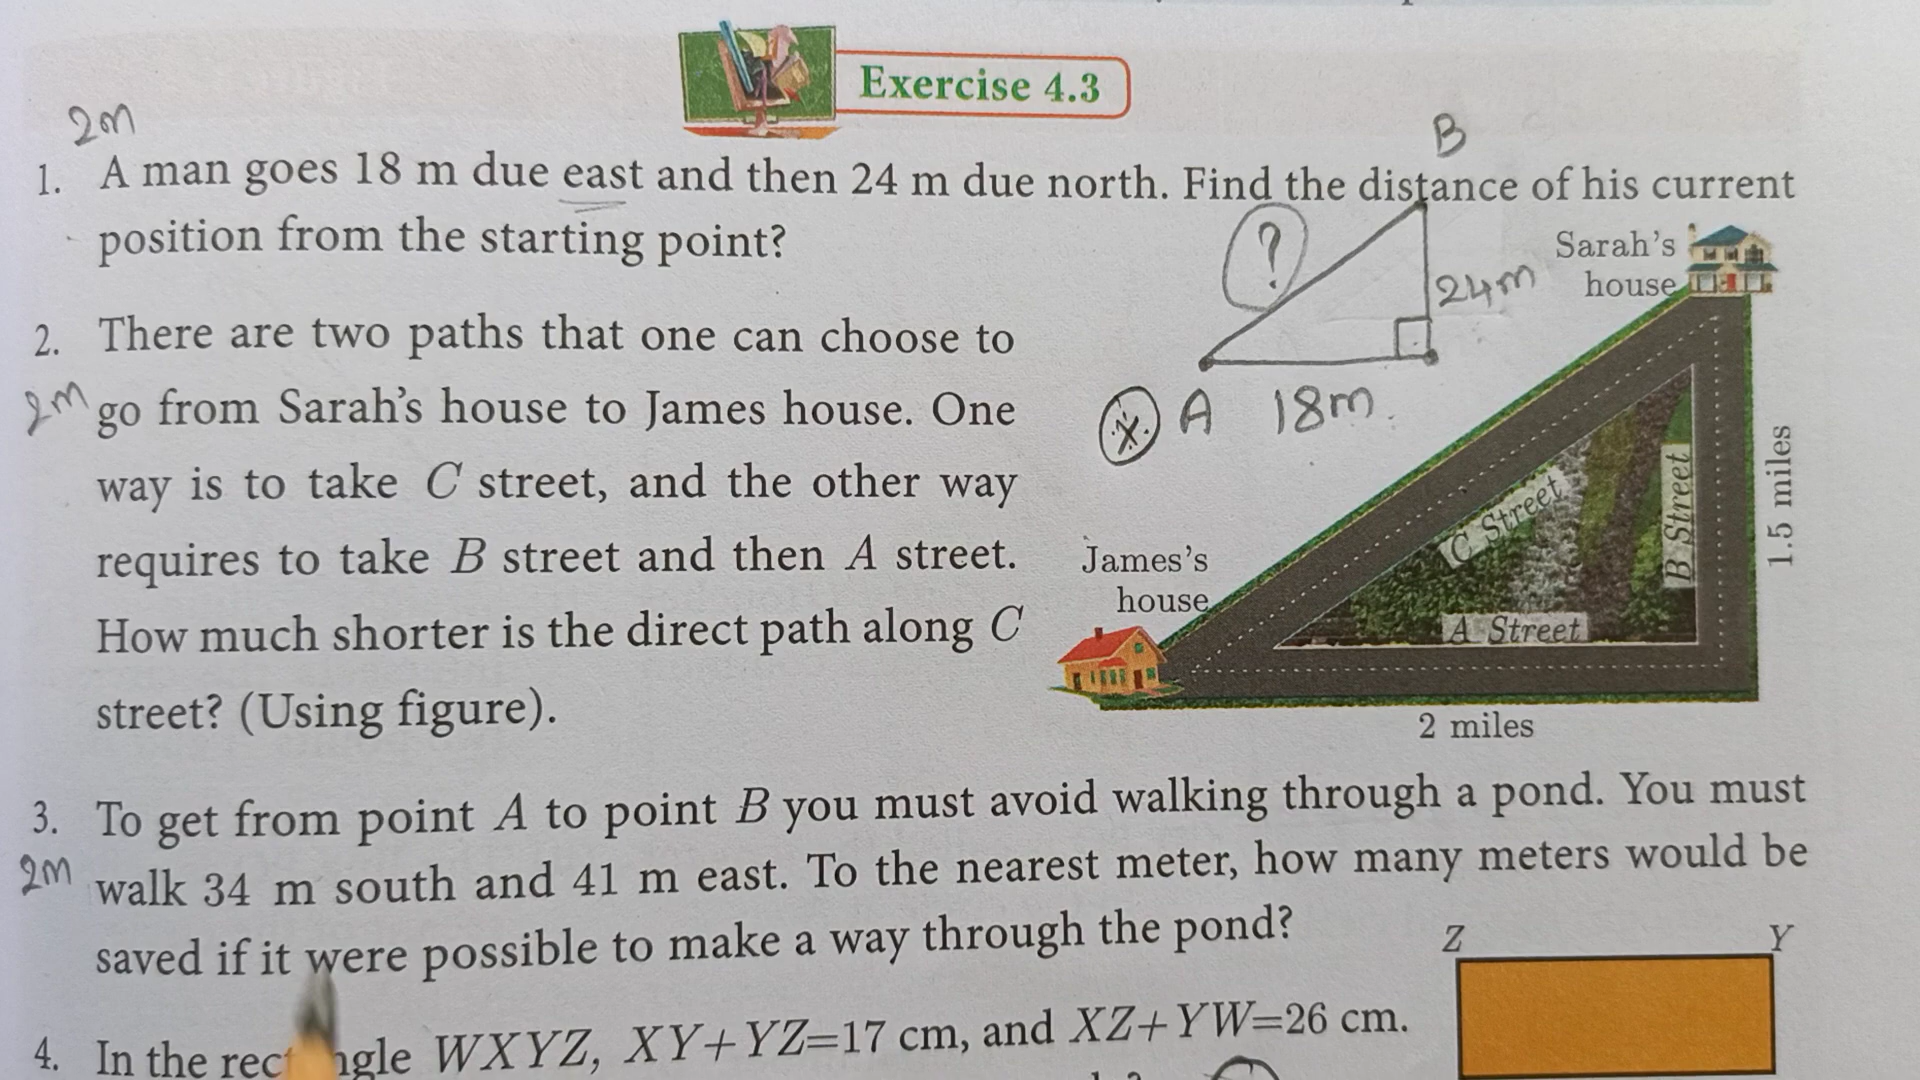 Exercise 4.3
2m
1. A man goes 18 m due east and then 24 m due north. Find the distance of his current
position from the starting point?
B
?
24m
A 18m
Sarah's
house
2. There are two paths that one can choose to
2m
go from Sarah's house to James house. One
way is to take C street, and the other way
requires to take B street and then A street.
How much shorter is the direct path along C
street? (Using figure).
James's
house
C Street
B Street
A Street
1.5 miles
2 miles
3. To get from point A to point B you must avoid walking through a pond. You must
2m
walk 34 m south and 41 m east. To the nearest meter, how many meters would be
saved if it were possible to make a way through the pond?
Z Y
4. In the WXYZ, XY+YZ=17 cm, and XZ+YW=26 cm.